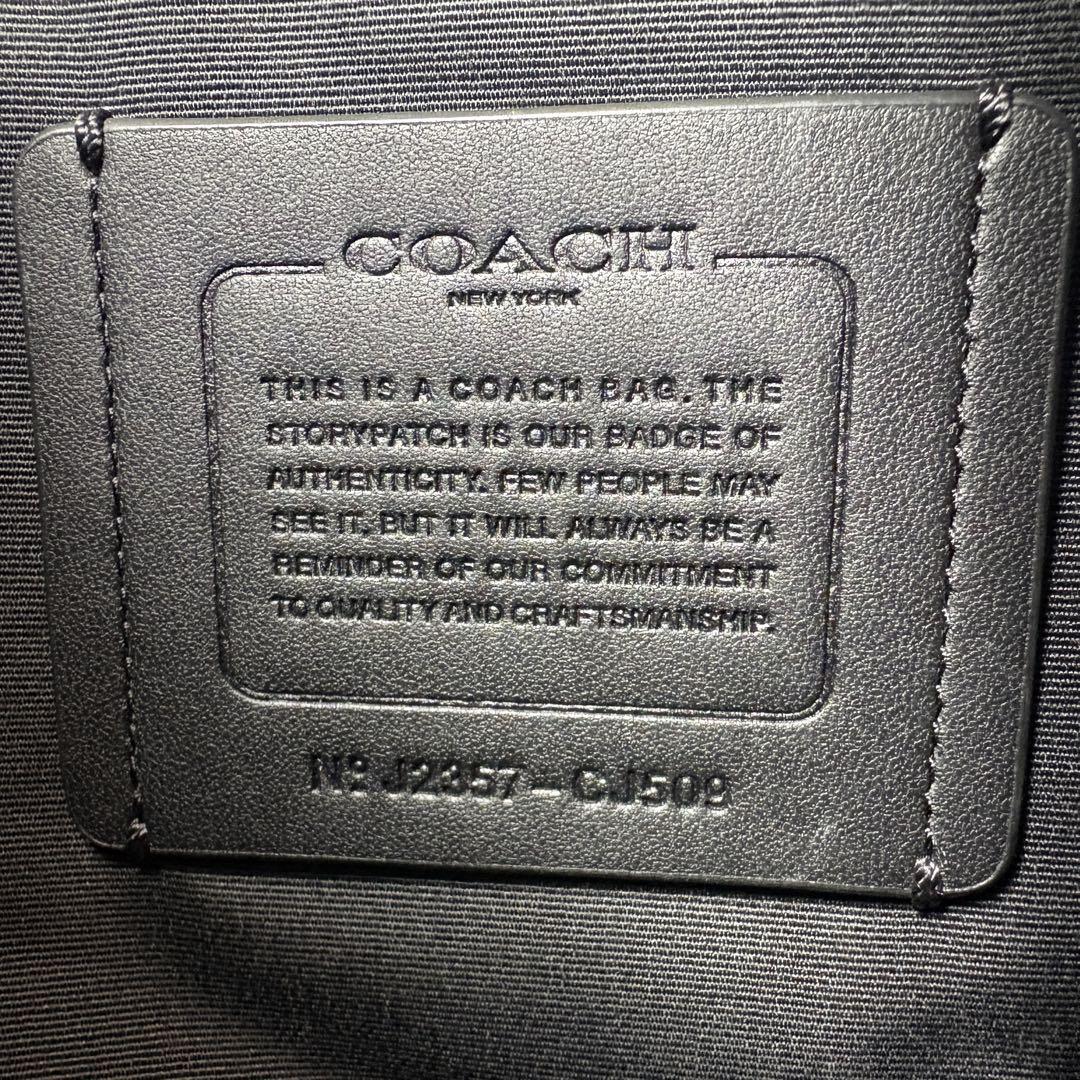 COACH
NEW YORK
THIS IS A COACH BAG. THE
STORYPATCH IS OUR BADGE OF
AUTHENTICITY. FEW PEOPLE MAY
SEE IT. BUT IT WILL ALWAYS BE A
REMINDER OF OUR COMMITMENT
TO QUALITY AND CRAFTSMANSHIP.
Nº J2357-CJ509